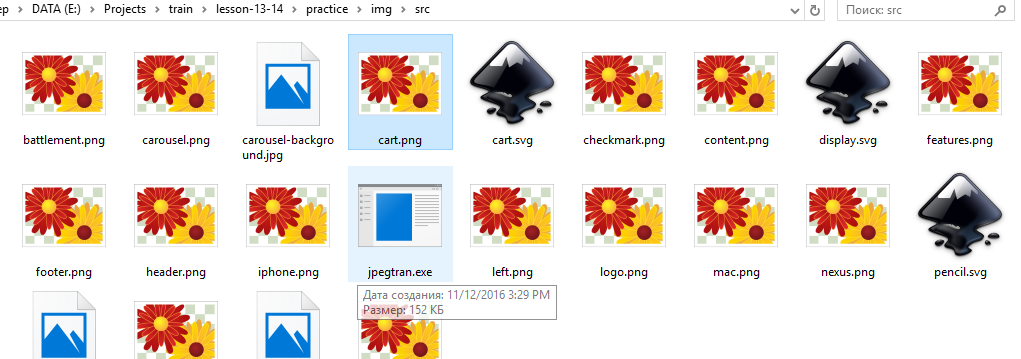 ер › DATA (E:) › Projects › train › lesson-13-14 › practice › img › src
Поиск: src
battlement.png
carousel.png
carousel-backgro
und.jpg
cart.png
cart.svg
checkmark.png
content.png
display.svg
features.png
footer.png
header.png
iphone.png
jpegtran.exe
left.png
logo.png
mac.png
nexus.png
pencil.svg
Дата создания: 11/12/2016 3:29 PM
Размер: 152 КБ